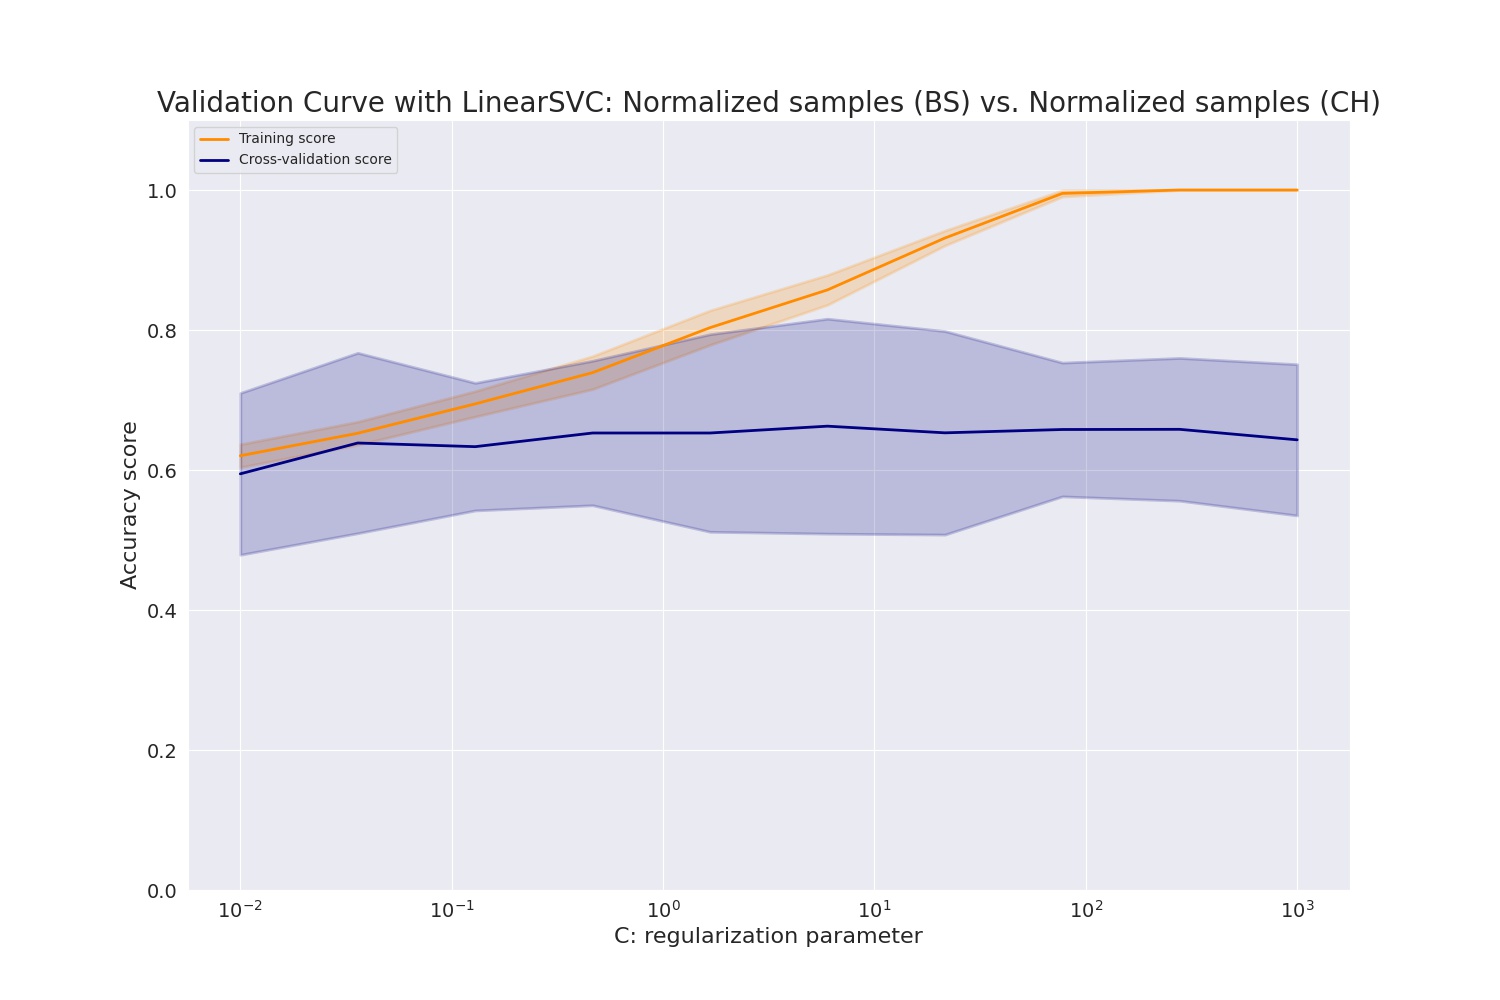 Validation Curve with LinearSVC: Normalized samples (BS) vs. Normalized samples (CH)
Training score
Cross-validation score
1.0
0.8
0.6
0.4
0.2
0.0
Accuracy score
10⁻² 10⁻¹ 10⁰ 10¹ 10² 10³
C: regularization parameter